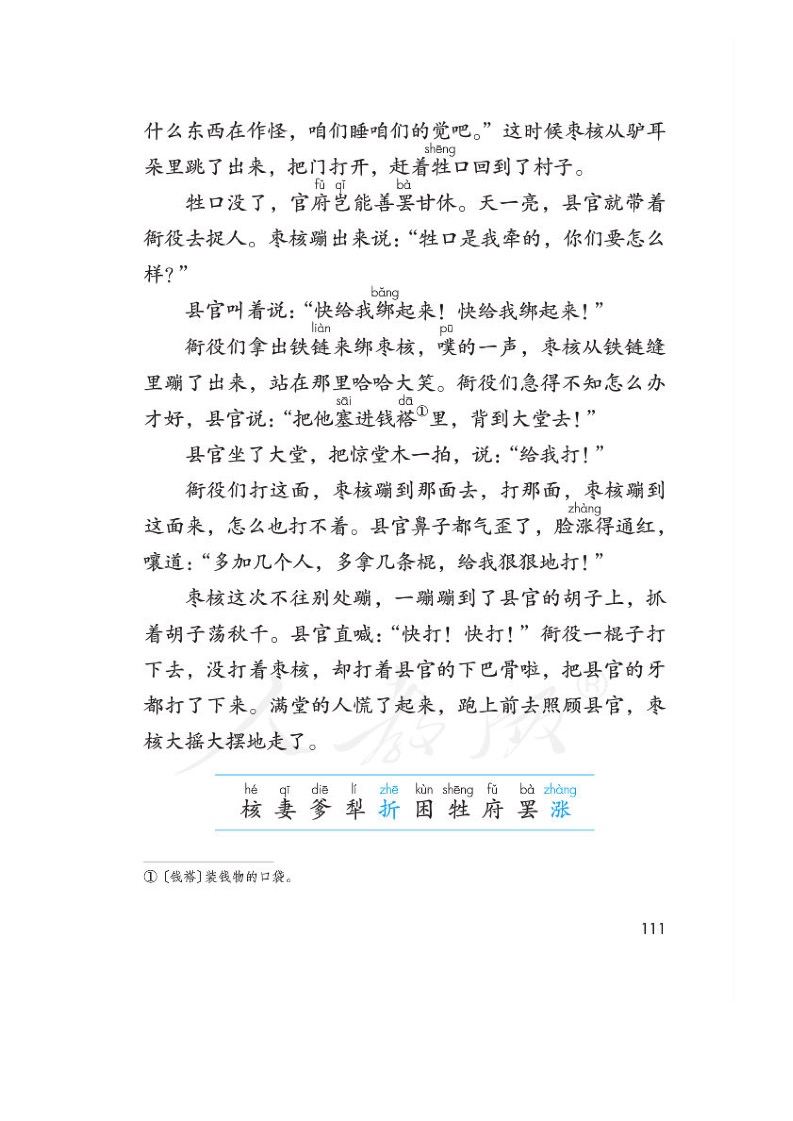 什么东西在作怪，咱们睡咱们的觉吧。”这时候枣核从驴耳
shēng
朵里跳了出来，把门打开，赶着牲口回到了村子。
fǔ qǐ bà
牲口没了，官府岂能善罢甘休。天一亮，县官就带着
衙役去捉人。枣核蹦出来说：“牲口是我牵的，你们要怎么
样？”
bǎng
县官叫着说：“快给我绑起来！快给我绑起来！”
liàn pū
衙役们拿出铁链来绑枣核，噗的一声，枣核从铁链缝
里蹦了出来，站在那里哈哈大笑。衙役们急得不知怎么办
sāi dā
才好，县官说：“把他塞进钱褡①里，背到大堂去！”
县官坐了大堂，把惊堂木一拍，说：“给我打！”
衙役们打这面，枣核蹦到那面去，打那面，枣核蹦到
zhàng
这面来，怎么也打不着。县官鼻子都气歪了，脸涨得通红，
嚷道：“多加几个人，多拿几条棍，给我狠狠地打！”
枣核这次不往别处蹦，一蹦蹦到了县官的胡子上，抓
着胡子荡秋千。县官直喊：“快打！快打！”衙役一棍子打
下去，没打着枣核，却打着县官的下巴骨啦，把县官的牙
都打了下来。满堂的人慌了起来，跑上前去照顾县官，枣
核大摇大摆地走了。
人教版®
hé qī diē lí zhē kùn shēng fǔ bà zhàng
核 妻 爹 犁 折 困 牲 府 罢 涨
①〔钱褡〕装钱物的口袋。
111